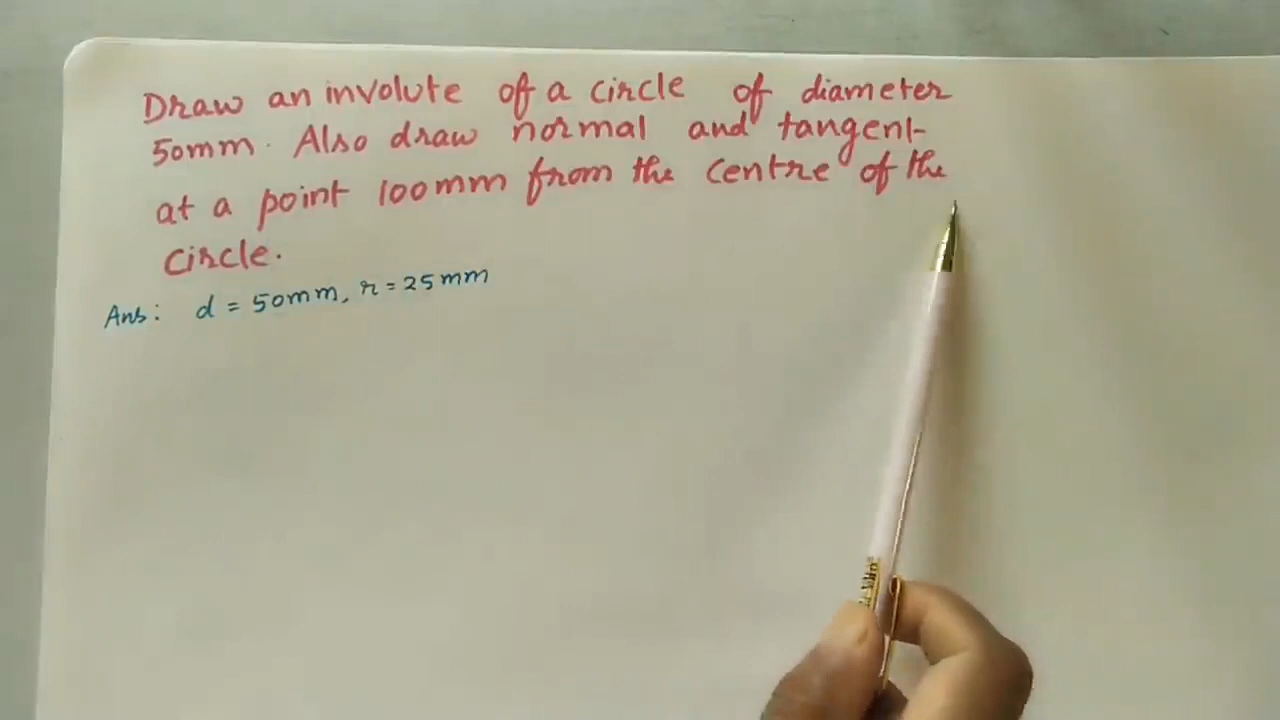 Draw an involute of a circle of diameter
50mm. Also draw normal and tangent
at a point 100mm from the centre of the
circle.
Ans: d = 50mm, r = 25mm